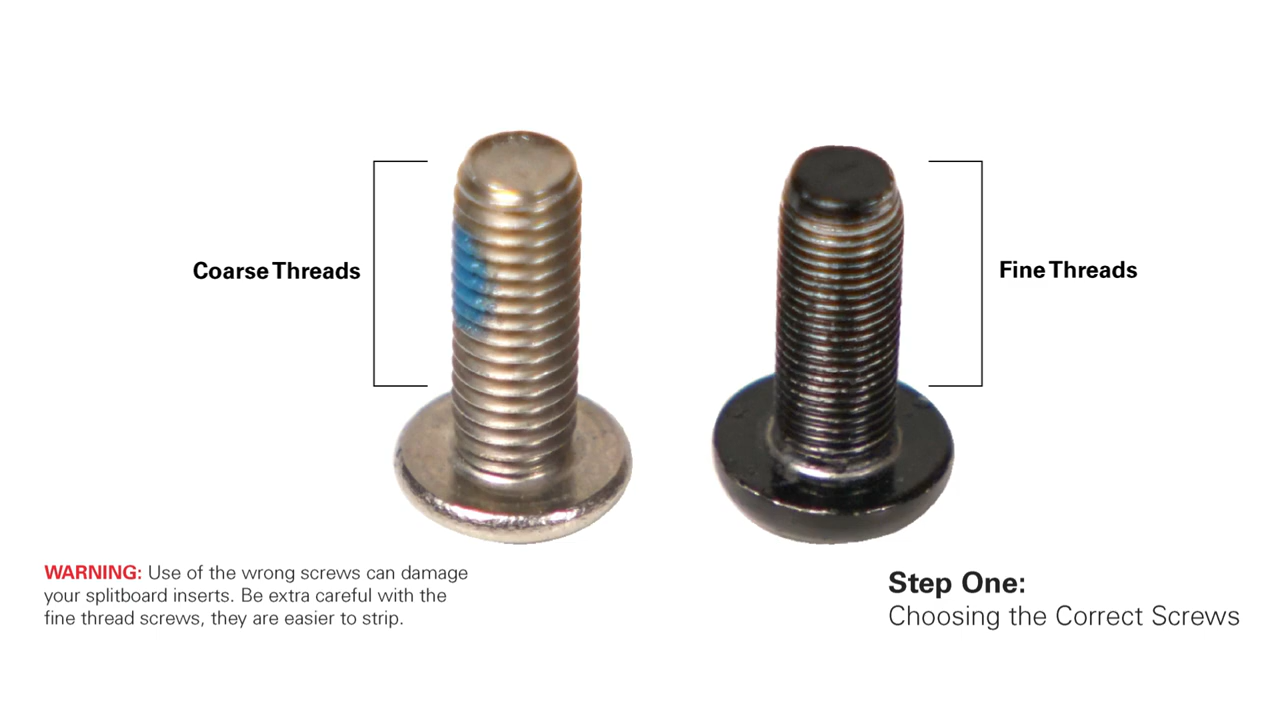 Coarse Threads
Fine Threads
WARNING: Use of the wrong screws can damage
your splitboard inserts. Be extra careful with the
fine thread screws, they are easier to strip.
Step One:
Choosing the Correct Screws